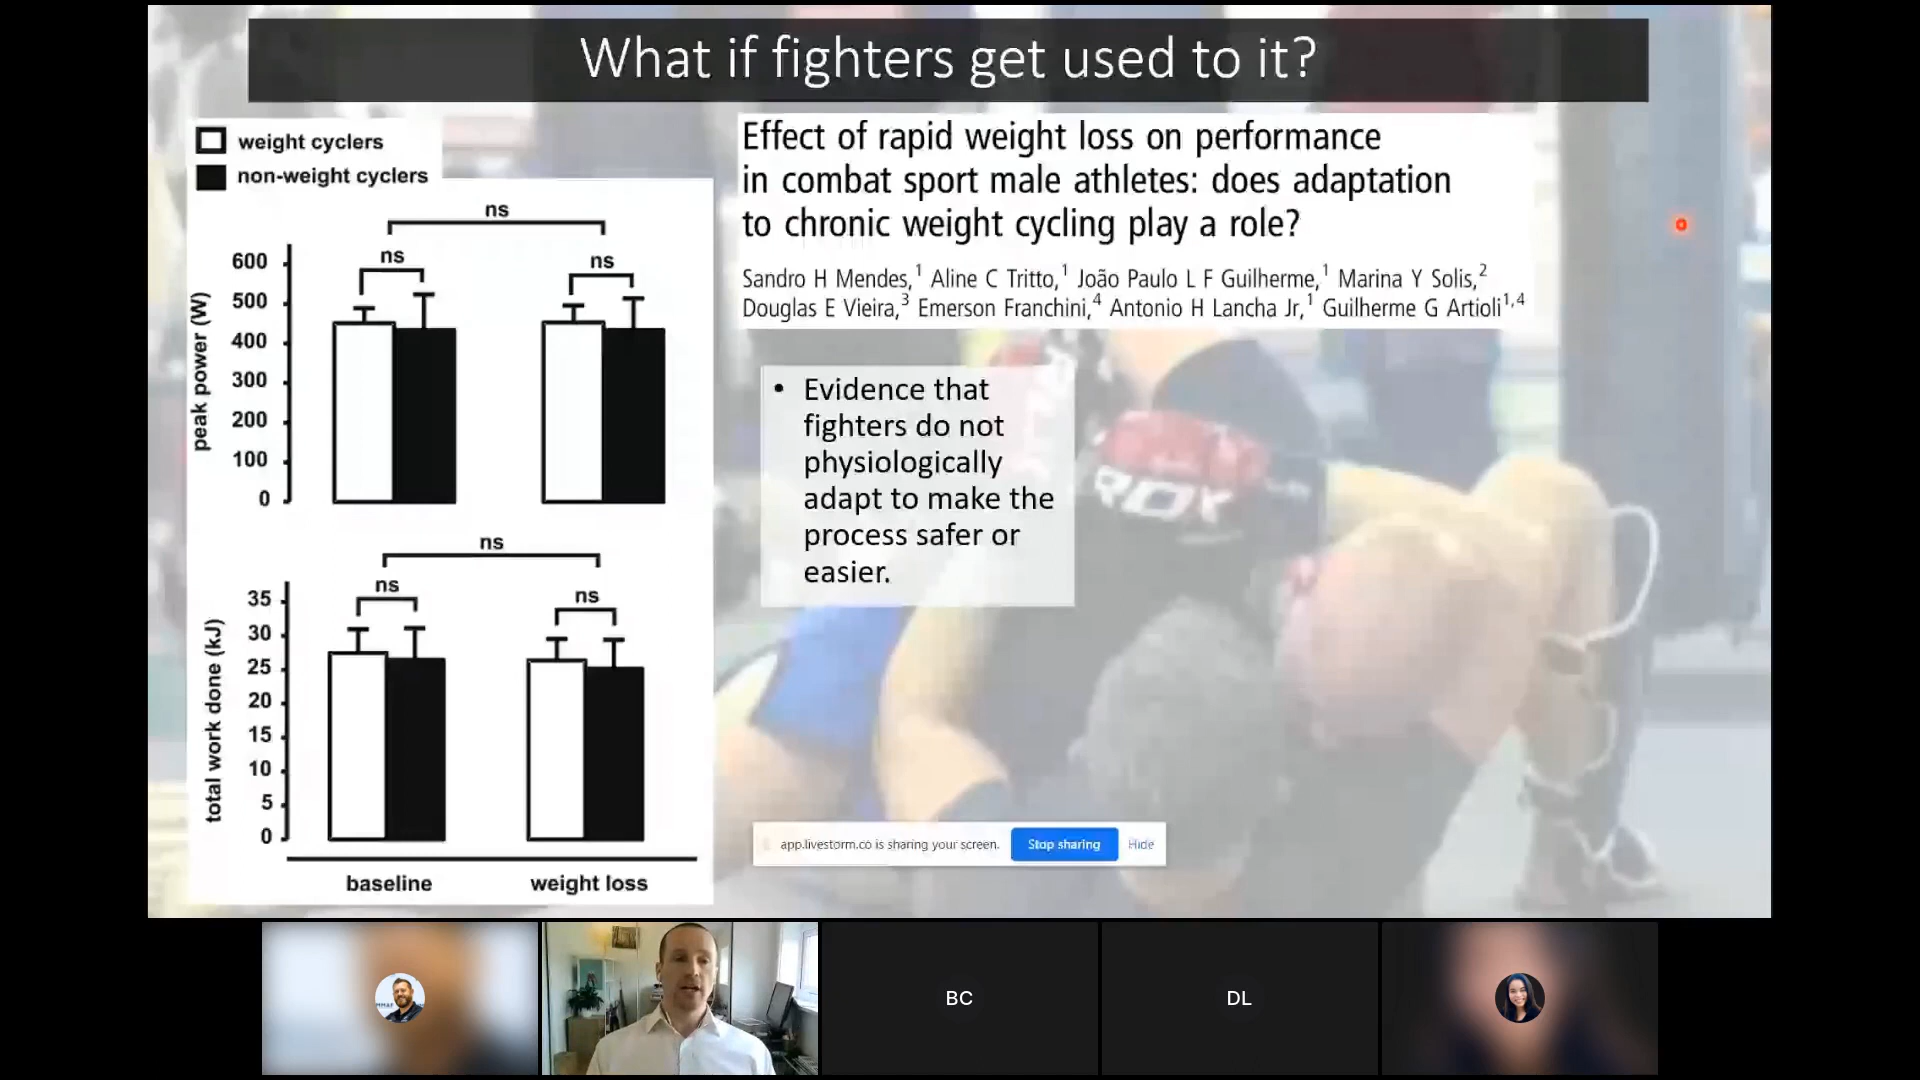 What if fighters get used to it?
weight cyclers
non-weight cyclers
ns
ns
ns
600
500
400
300
200
100
0
peak power (W)
ns
ns
ns
35
30
25
20
15
10
5
0
total work done (kJ)
baseline
weight loss
Effect of rapid weight loss on performance
in combat sport male athletes: does adaptation
to chronic weight cycling play a role?
Sandro H Mendes,¹ Aline C Tritto,¹ João Paulo L F Guilherme,¹ Marina Y Solis,²
Douglas E Vieira,³ Emerson Franchini,⁴ Antonio H Lancha Jr,¹ Guilherme G Artioli¹,⁴
• Evidence that
fighters do not
physiologically
adapt to make the
process safer or
easier.
RDX
app.livestorm.co is sharing your screen.
Stop sharing
Hide
BC
DL